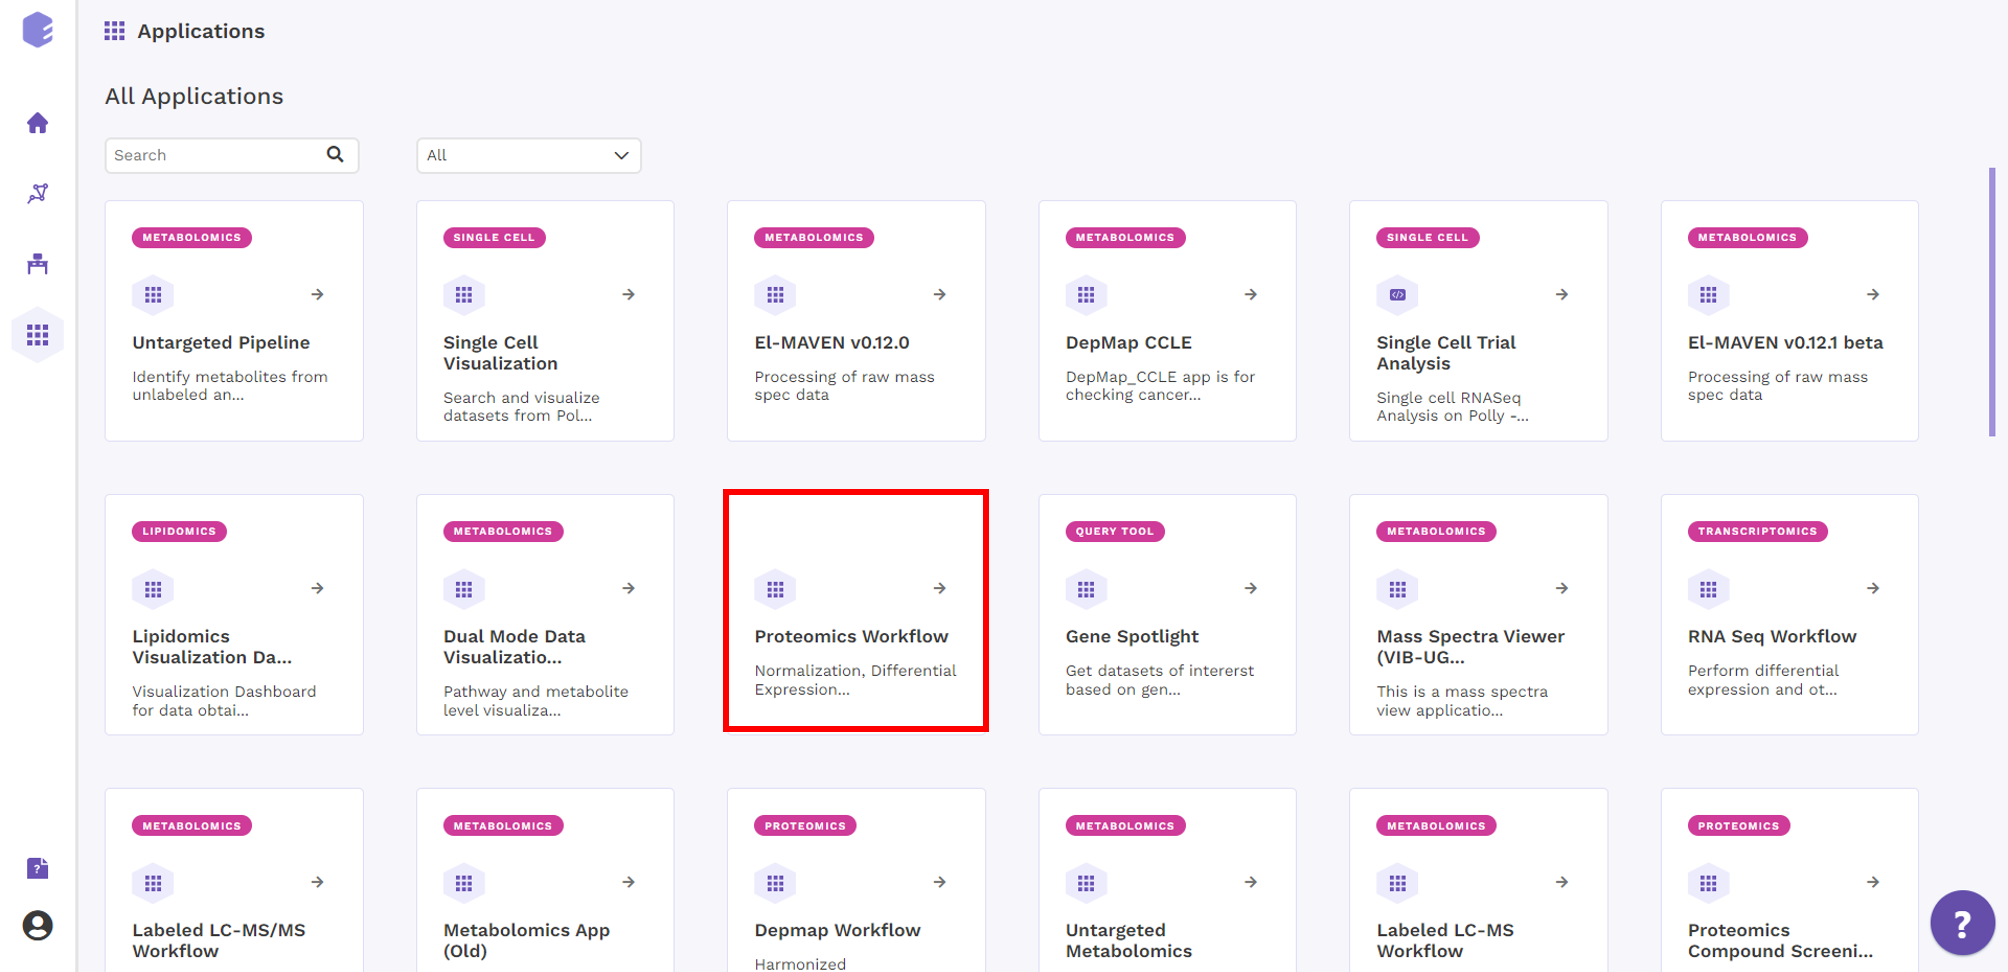 Applications
All Applications
Search
All
METABOLOMICS
Untargeted Pipeline
Identify metabolites from
unlabeled an...
SINGLE CELL
Single Cell
Visualization
Search and visualize
datasets from Pol...
METABOLOMICS
El-MAVEN v0.12.0
Processing of raw mass
spec data
METABOLOMICS
DepMap CCLE
DepMap_CCLE app is for
checking cancer...
SINGLE CELL
Single Cell Trial
Analysis
Single cell RNASeq
Analysis on Polly -...
METABOLOMICS
El-MAVEN v0.12.1 beta
Processing of raw mass
spec data
LIPIDOMICS
Lipidomics
Visualization Da...
Visualization Dashboard
for data obtai...
METABOLOMICS
Dual Mode Data
Visualizatio...
Pathway and metabolite
level visualiza...
Proteomics Workflow
Normalization, Differential
Expression...
QUERY TOOL
Gene Spotlight
Get datasets of intererst
based on gen...
METABOLOMICS
Mass Spectra Viewer
(VIB-UG...
This is a mass spectra
view applicatio...
TRANSCRIPTOMICS
RNA Seq Workflow
Perform differential
expression and ot...
METABOLOMICS
Labeled LC-MS/MS
Workflow
METABOLOMICS
Metabolomics App
(Old)
PROTEOMICS
Depmap Workflow
Harmonized
METABOLOMICS
Untargeted
Metabolomics
METABOLOMICS
Labeled LC-MS
Workflow
PROTEOMICS
Proteomics
Compound Screeni...
?
?